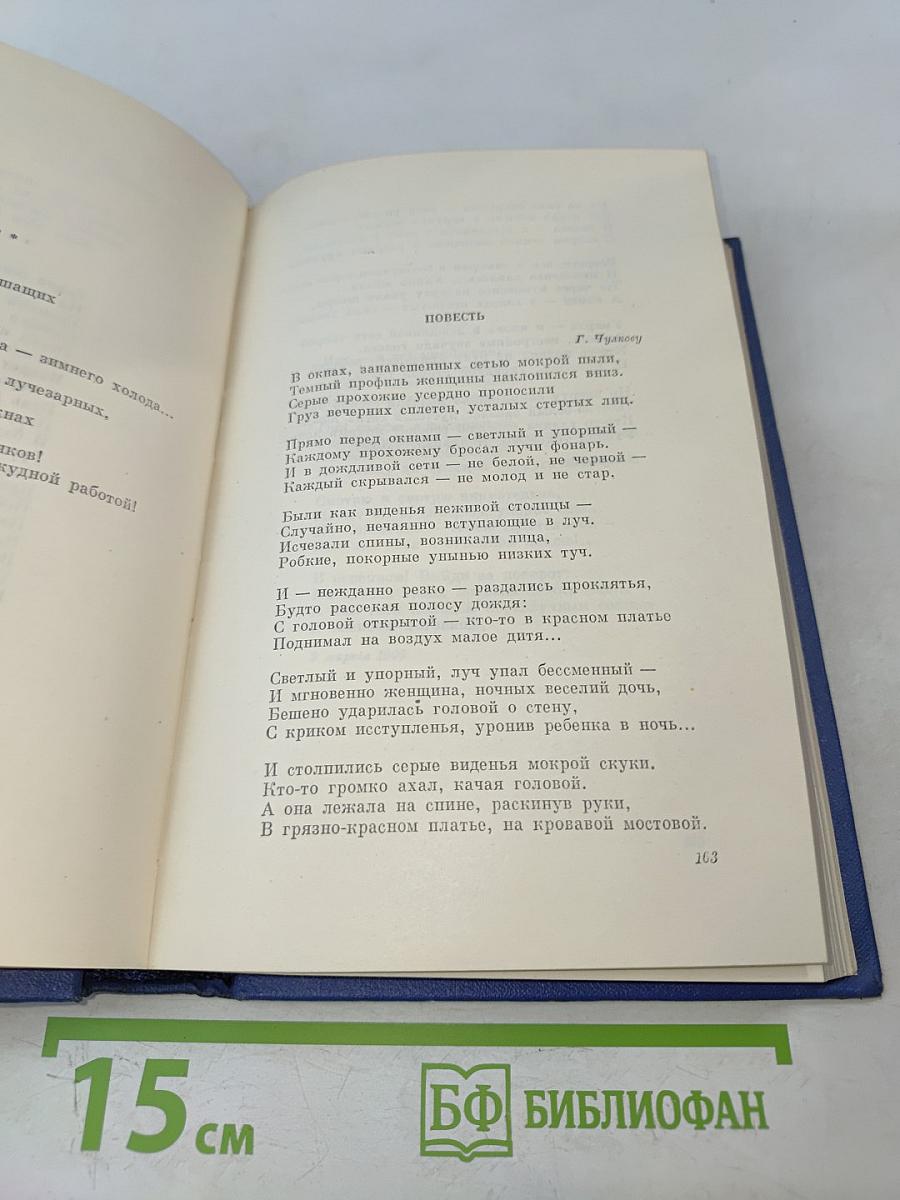 * *
шащих
а — зимнего холода...
лучезарных,
кнах
иков!
кудной работой!
ПОВЕСТЬ
Г. Чулкову
В окнах, занавешенных сетью мокрой пыли,
Темный профиль женщины наклонился вниз.
Серые прохожие усердно проносили
Груз вечерних сплетен, усталых стертых лиц.
Прямо перед окнами — светлый и упорный —
Каждому прохожему бросал лучи фонарь.
И в дождливой сети — не белой, не черной —
Каждый скрывался — не молод и не стар.
Были как виденья неживой столицы —
Случайно, нечаянно вступающие в луч.
Исчезали спины, возникали лица,
Робкие, покорные унынью низких туч.
И — нежданно резко — раздались проклятья,
Будто рассекая полосу дождя:
С головой открытой — кто-то в красном платье
Поднимал на воздух малое дитя...
Светлый и упорный, луч упал бессменный —
И мгновенно женщина, ночных веселий дочь,
Бешено ударилась головой о стену,
С криком исступленья, уронив ребенка в ночь...
И столпились серые виденья мокрой скуки.
Кто-то громко ахал, качая головой.
А она лежала на спине, раскинув руки,
В грязно-красном платье, на кровавой мостовой.
163
15 см
БФ БИБЛИОФАН